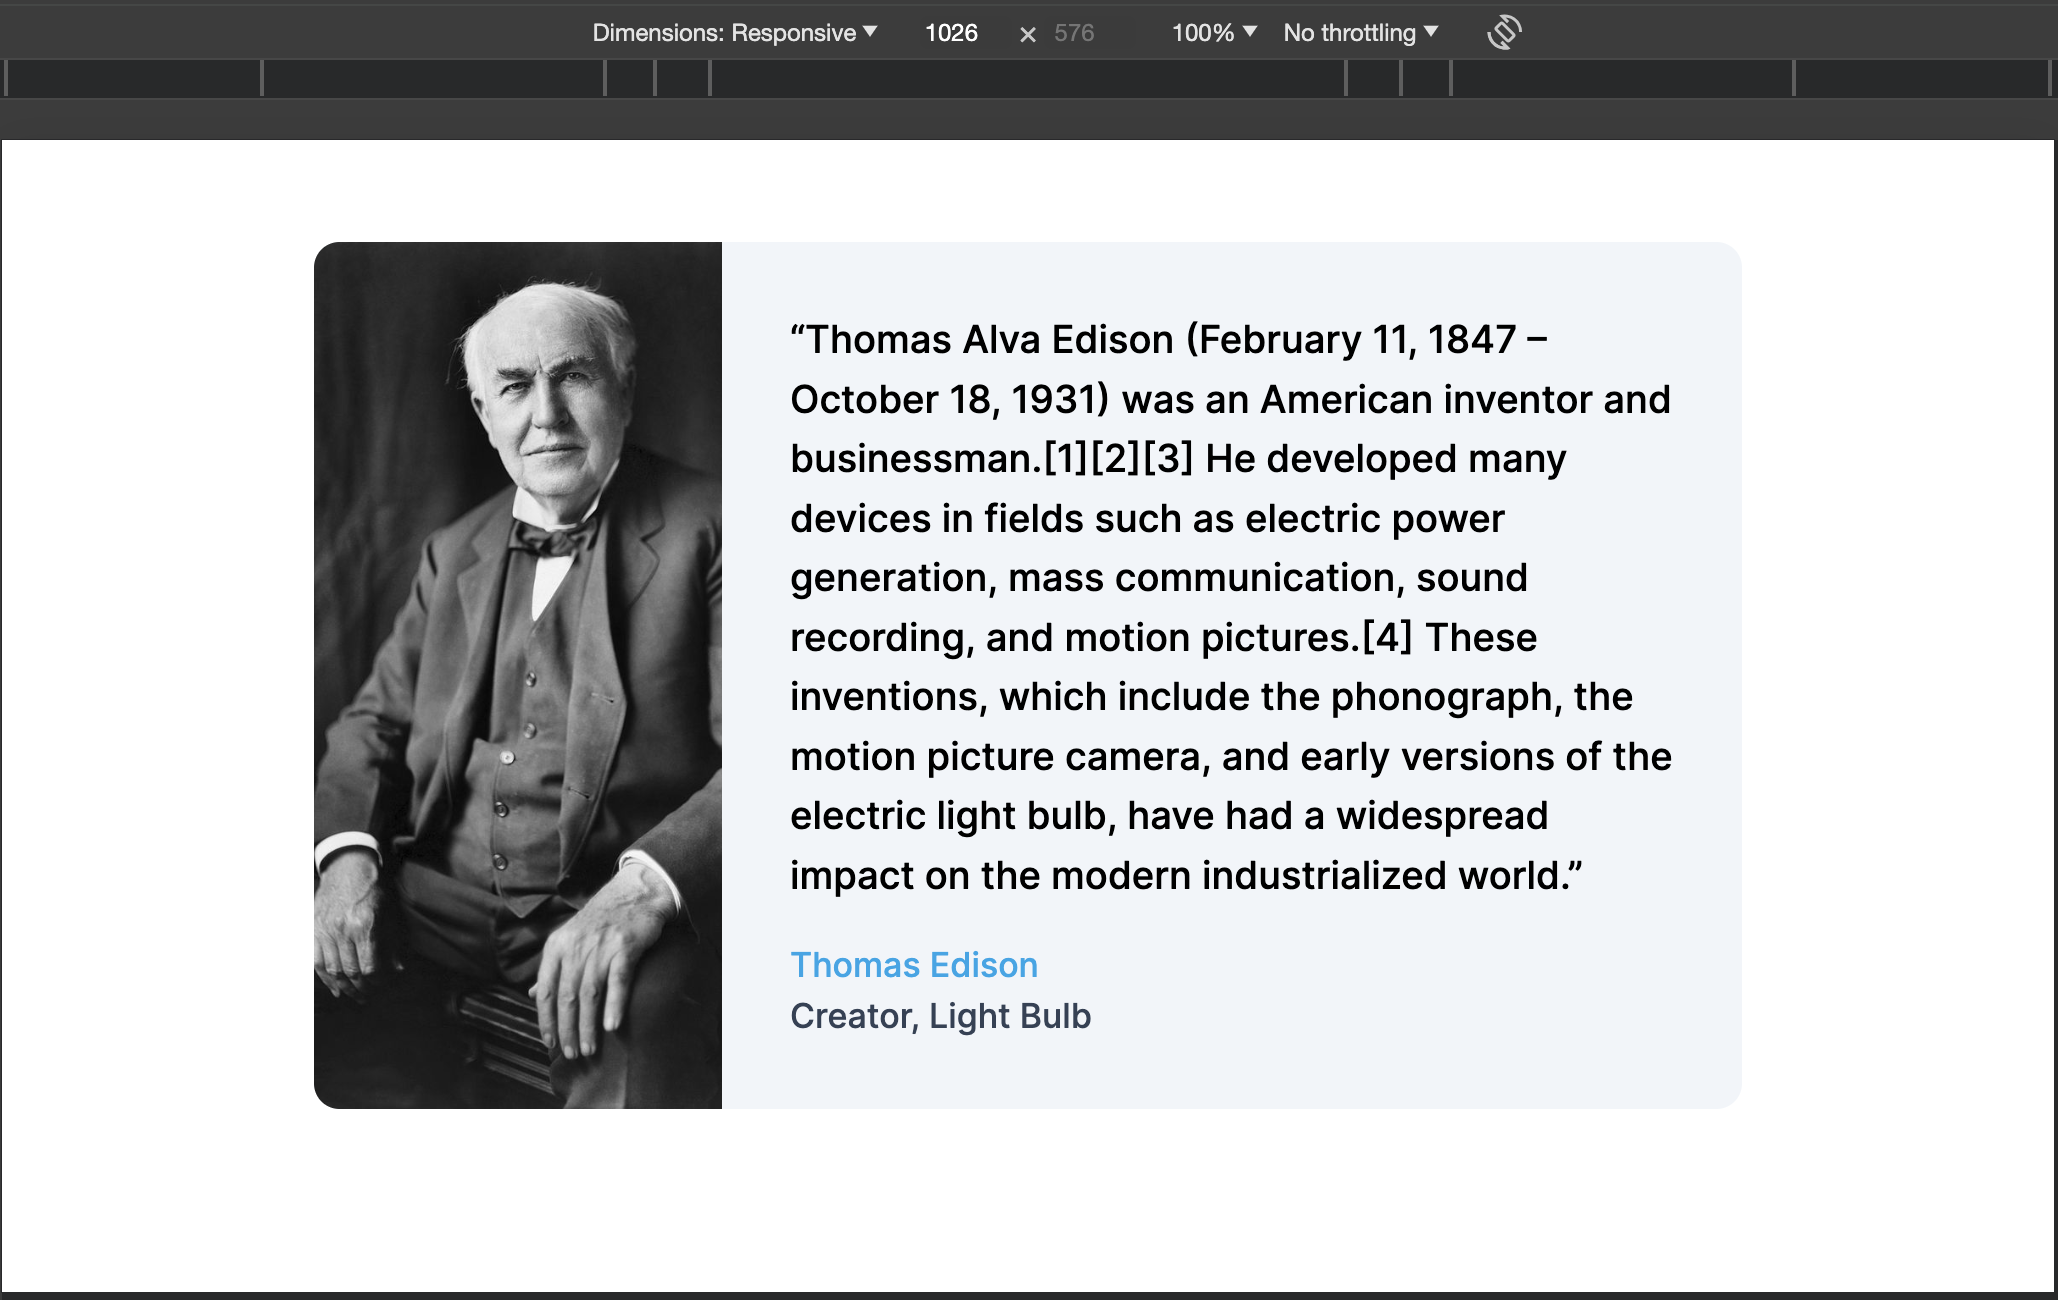 Dimensions: Responsive 1026 × 576 100% No throttling
“Thomas Alva Edison (February 11, 1847 –
October 18, 1931) was an American inventor and
businessman.[1][2][3] He developed many
devices in fields such as electric power
generation, mass communication, sound
recording, and motion pictures.[4] These
inventions, which include the phonograph, the
motion picture camera, and early versions of the
electric light bulb, have had a widespread
impact on the modern industrialized world.”
Thomas Edison
Creator, Light Bulb